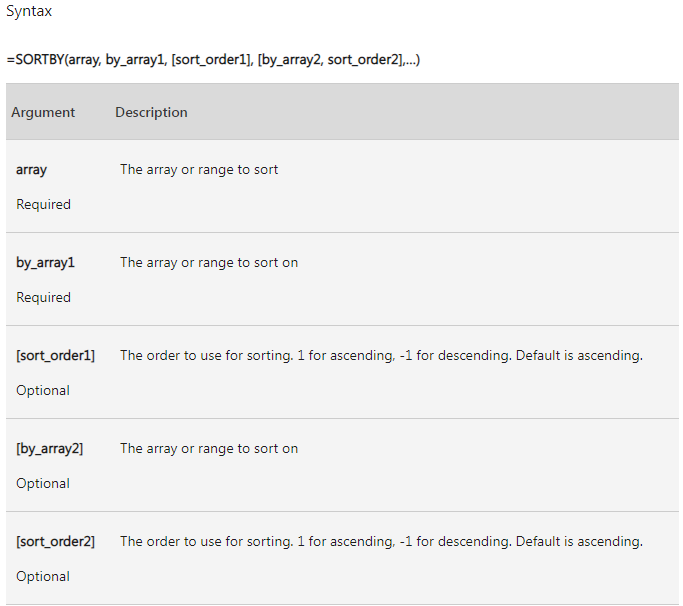 Syntax
=SORTBY(array, by_array1, [sort_order1], [by_array2, sort_order2],...)
Argument Description
array The array or range to sort
Required
by_array1 The array or range to sort on
Required
[sort_order1] The order to use for sorting. 1 for ascending, -1 for descending. Default is ascending.
Optional
[by_array2] The array or range to sort on
Optional
[sort_order2] The order to use for sorting. 1 for ascending, -1 for descending. Default is ascending.
Optional